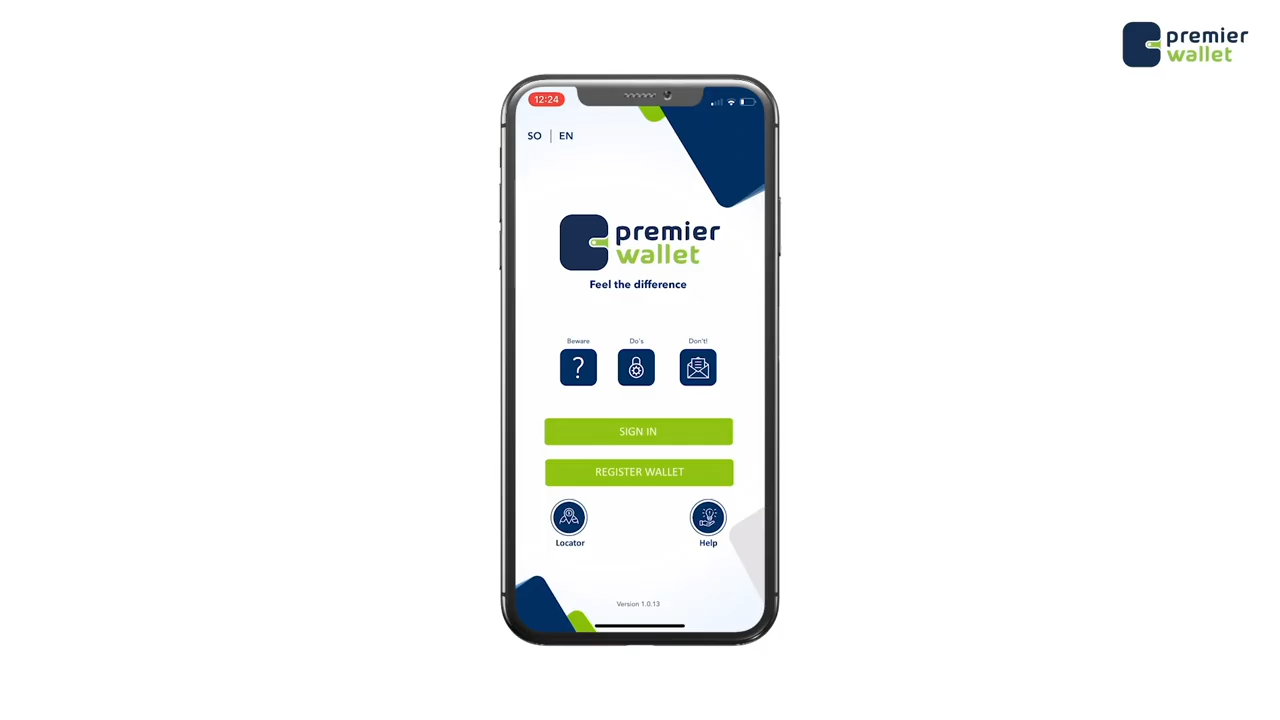 premier
wallet
12:24
SO | EN
premier
wallet
Feel the difference
Beware
Do's
Don't!
?
SIGN IN
REGISTER WALLET
Locator
Help
Version 1.0.13